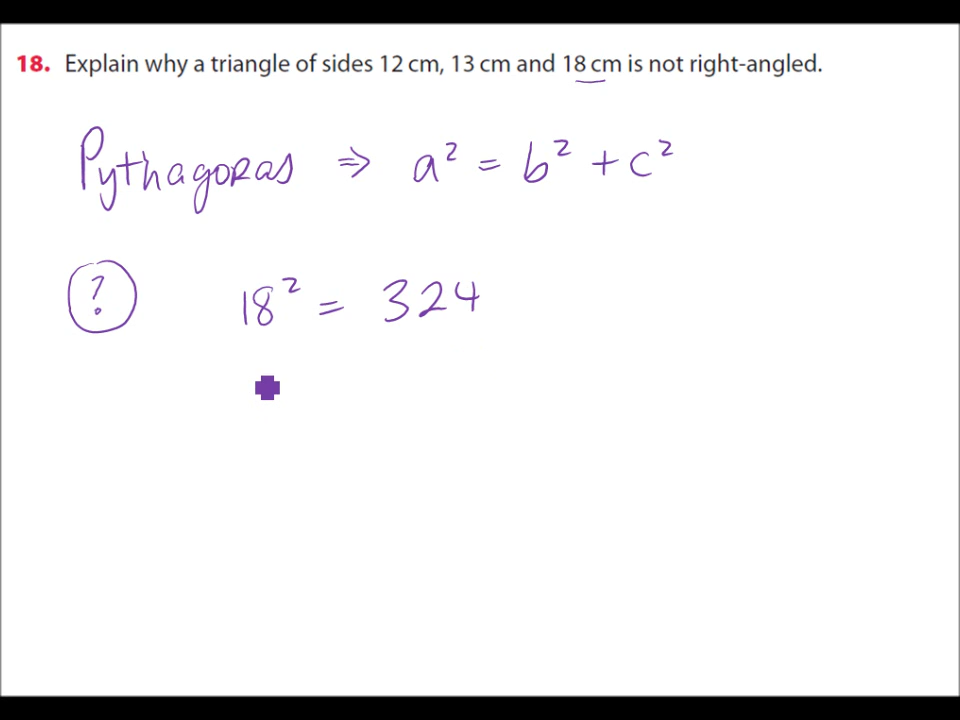 18. Explain why a triangle of sides 12 cm, 13 cm and 18 cm is not right-angled.
Pythagoras ⇒ a² = b² + c²
? 18² = 324